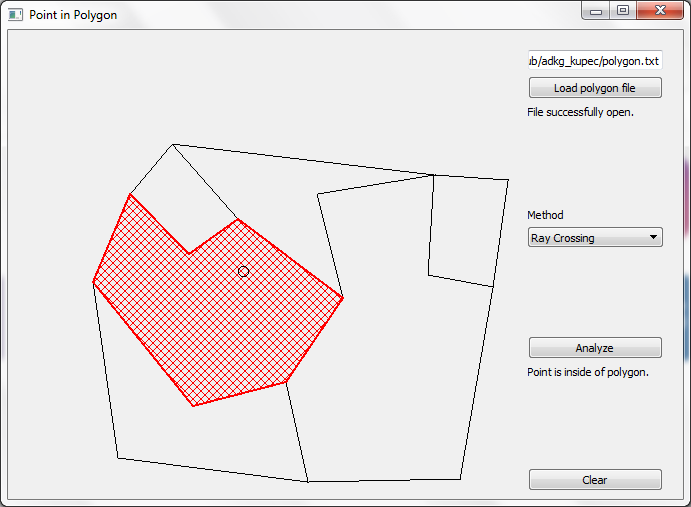 Point in Polygon
ub/adkg_kupec/polygon.txt
Load polygon file
File successfully open.
Method
Ray Crossing
Analyze
Point is inside of polygon.
Clear